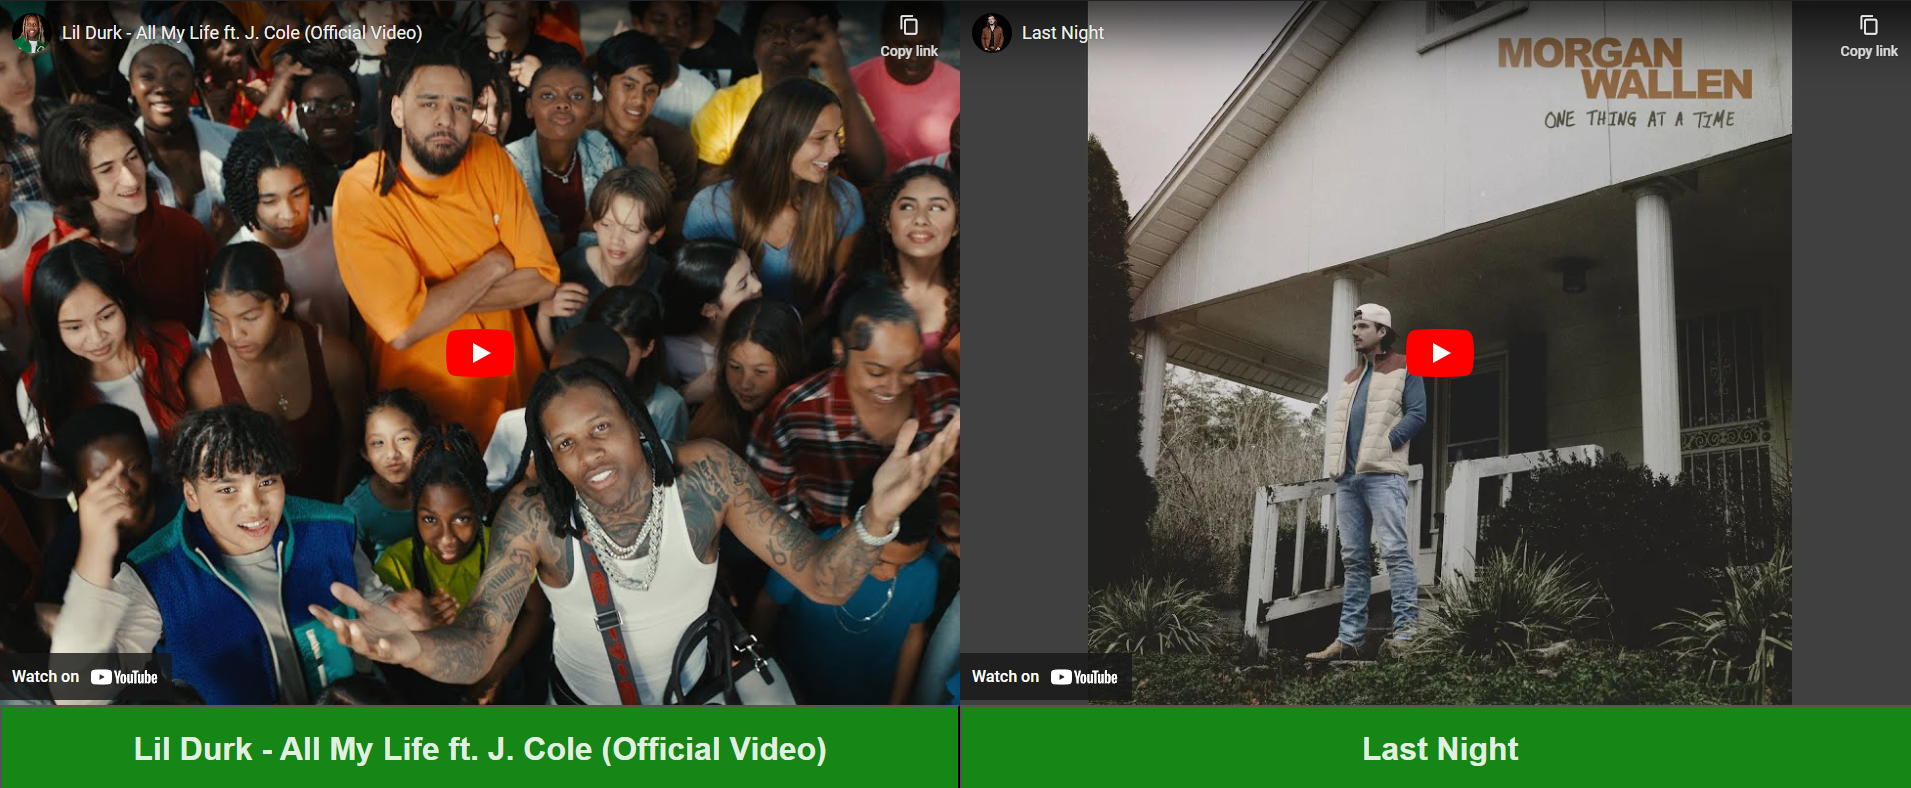 Lil Durk - All My Life ft. J. Cole (Official Video)
Copy link
Watch on YouTube
Lil Durk - All My Life ft. J. Cole (Official Video)
Last Night
Copy link
MORGAN
WALLEN
ONE THING AT A TIME
Watch on YouTube
Last Night